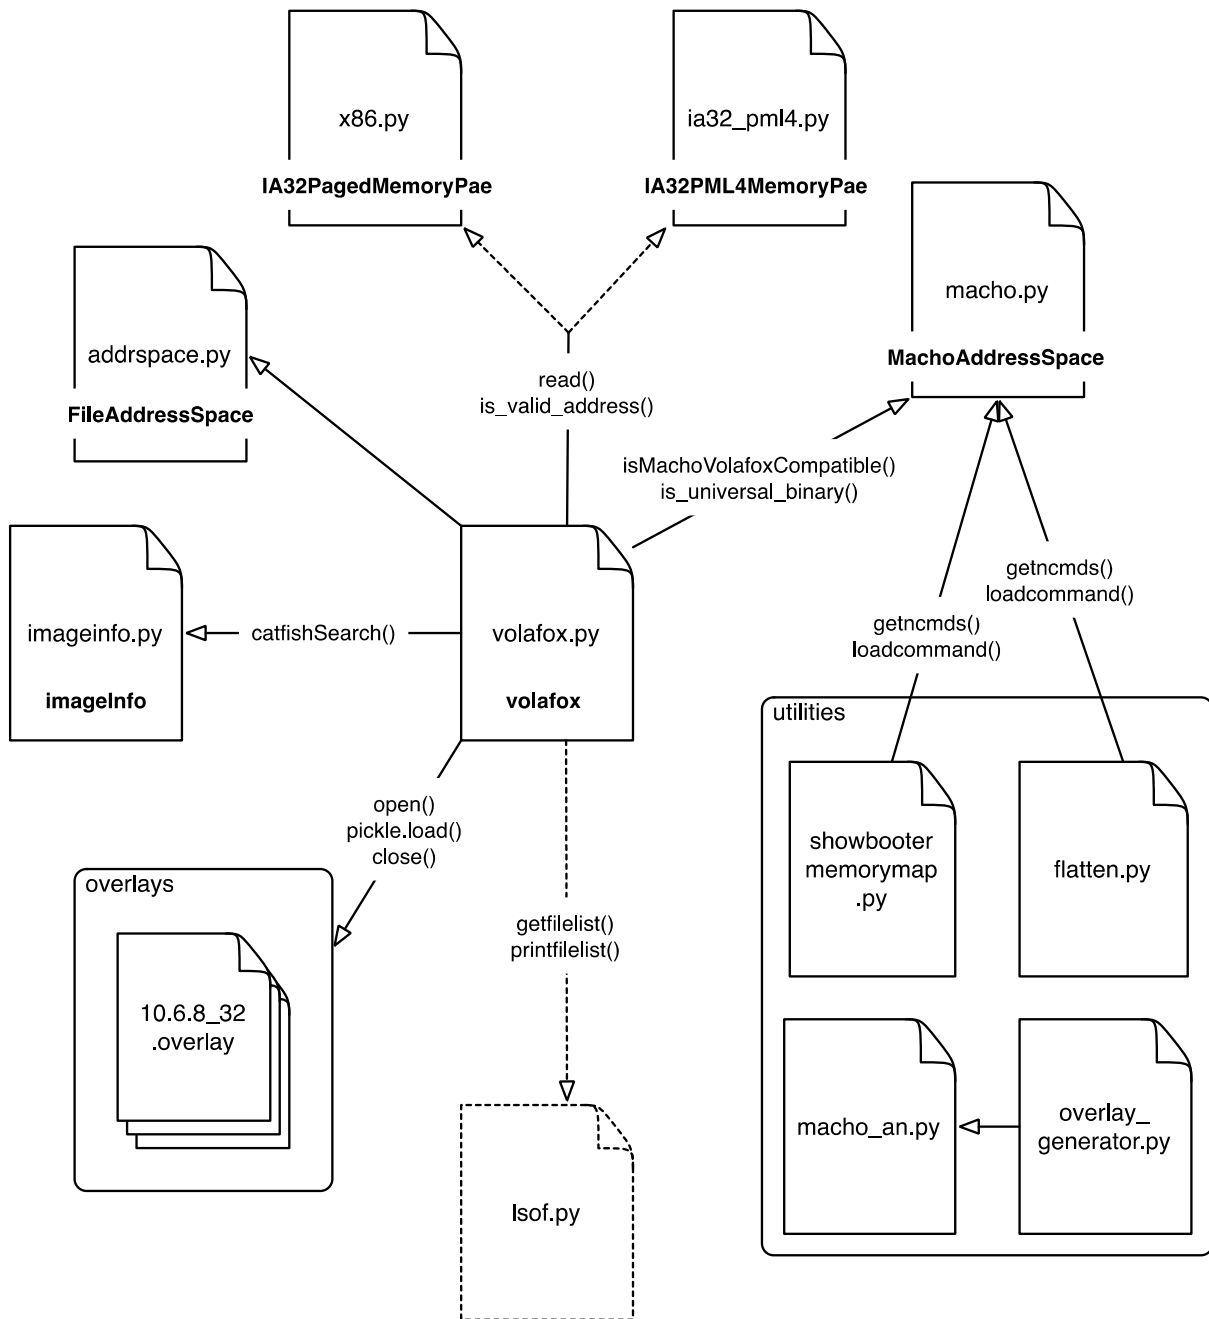 x86.py
IA32PagedMemoryPae
ia32_pml4.py
IA32PML4MemoryPae
macho.py
MachoAddressSpace
addrspace.py
FileAddressSpace
read()
is_valid_address()
isMachoVolafoxCompatible()
is_universal_binary()
imageinfo.py
imageInfo
catfishSearch()
volafox.py
volafox
getncmds()
loadcommand()
getncmds()
loadcommand()
open()
pickle.load()
close()
overlays
10.6.8_32
.overlay
getfilelist()
printfilelist()
lsof.py
utilities
showbooter
memorymap
.py
flatten.py
macho_an.py
overlay_
generator.py